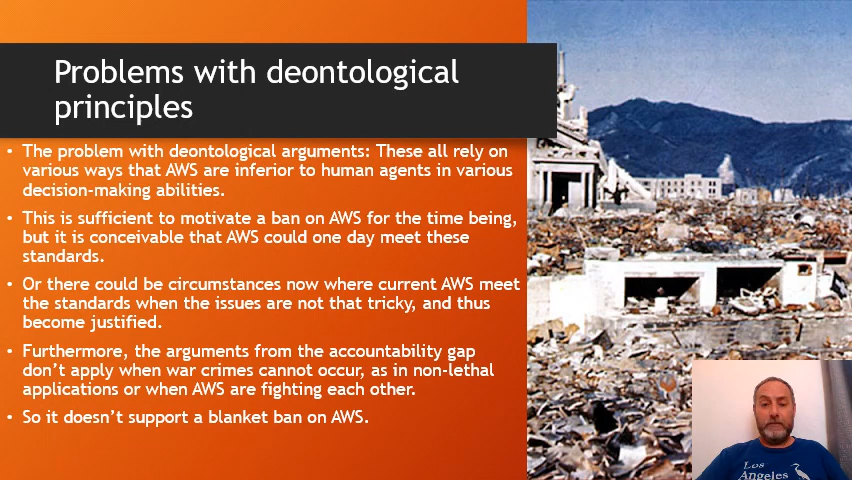 Problems with deontological
principles
• The problem with deontological arguments: These all rely on
various ways that AWS are inferior to human agents in various
decision-making abilities.
• This is sufficient to motivate a ban on AWS for the time being,
but it is conceivable that AWS could one day meet these
standards.
• Or there could be circumstances now where current AWS meet
the standards when the issues are not that tricky, and thus
become justified.
• Furthermore, the arguments from the accountability gap
don't apply when war crimes cannot occur, as in non-lethal
applications or when AWS are fighting each other.
• So it doesn't support a blanket ban on AWS.
Los
Angeles